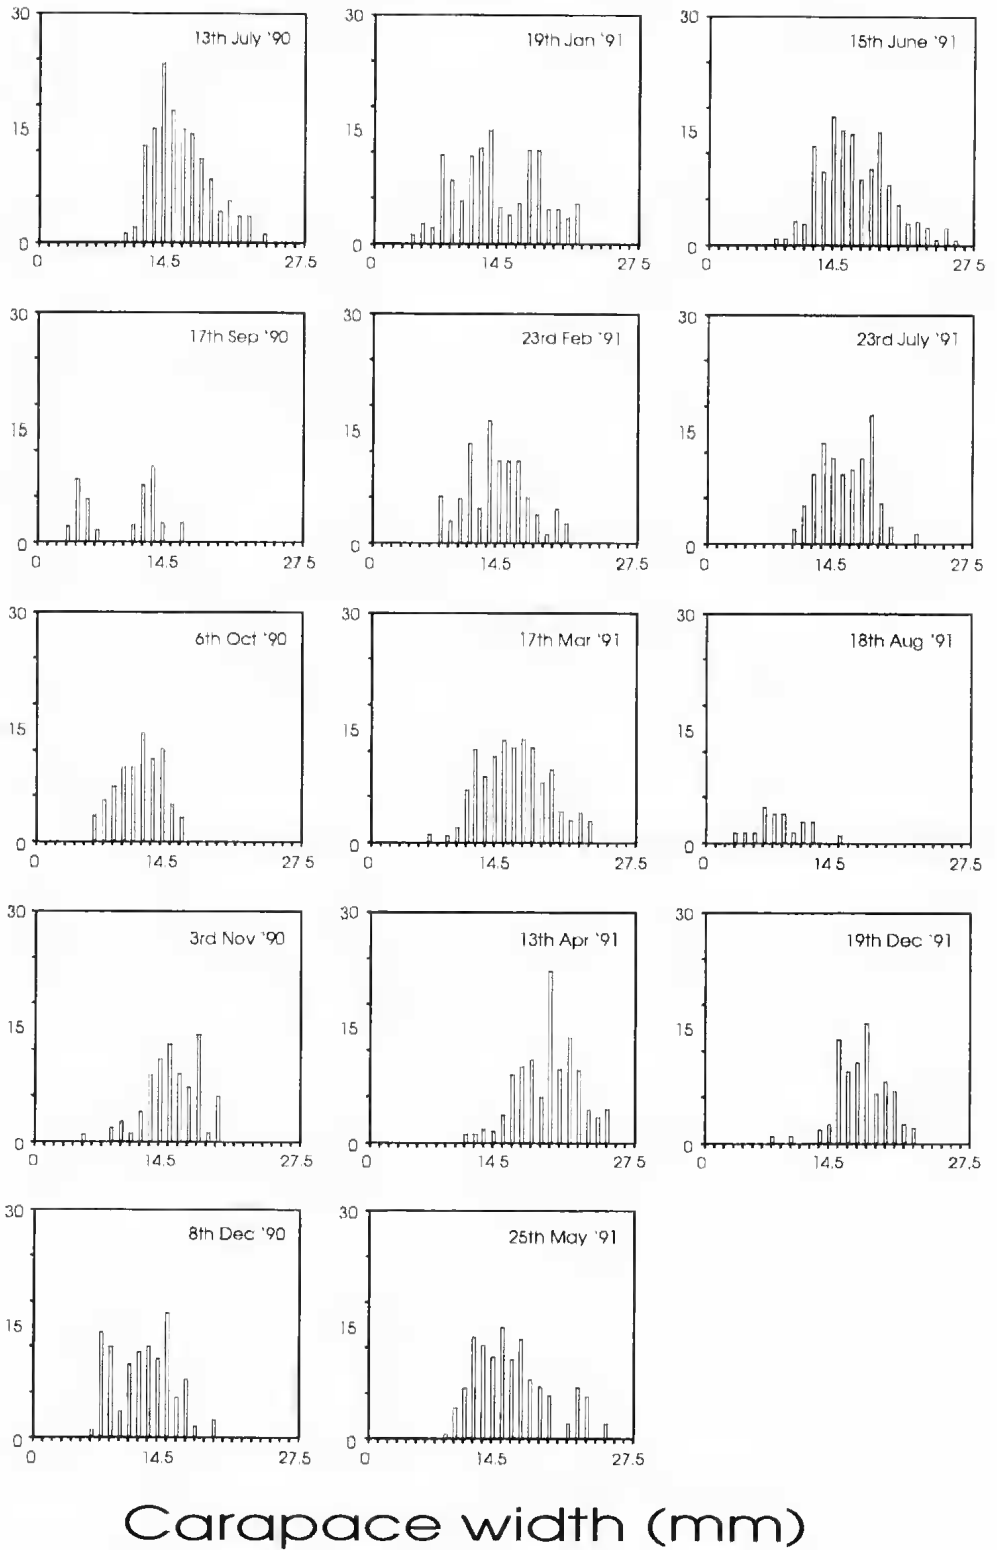 30
13th July '90
15
0
0 14.5 27.5
30
19th Jan '91
15
0
0 14.5 27.5
30
15th June '91
15
0
0 14.5 27.5
30
17th Sep '90
15
0
0 14.5 27 5
30
23rd Feb '91
15
0
0 14.5 27.5
30
23rd July '91
15
0
0 14.5 27 5
30
6th Oct '90
15
0
0 14.5 27 5
30
17th Mar '91
15
0
0 14.5 27.5
30
18th Aug '91
15
0
0 14 5 27.5
30
3rd Nov '90
15
0
0 14.5 27.5
30
13th Apr '91
15
0
0 14 5 27 5
30
19th Dec '91
15
0
0 14.5 27.5
30
8th Dec '90
15
0
0 14.5 27.5
30
25th May '91
15
0
0 14.5 27.5
Carapace width (mm)